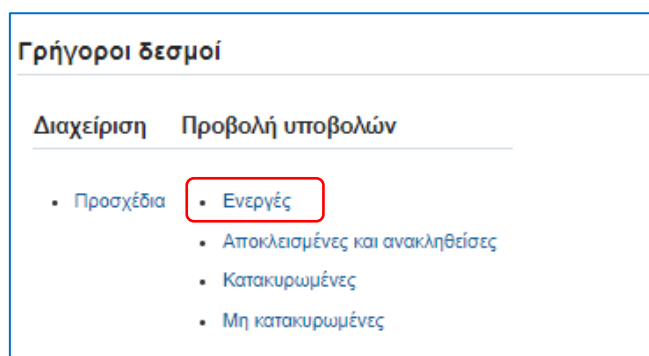 Γρήγοροι δεσμοί
Διαχείριση Προβολή υποβολών
• Προσχέδια • Ενεργές
• Αποκλεισμένες και ανακληθείσες
• Κατακυρωμένες
• Μη κατακυρωμένες